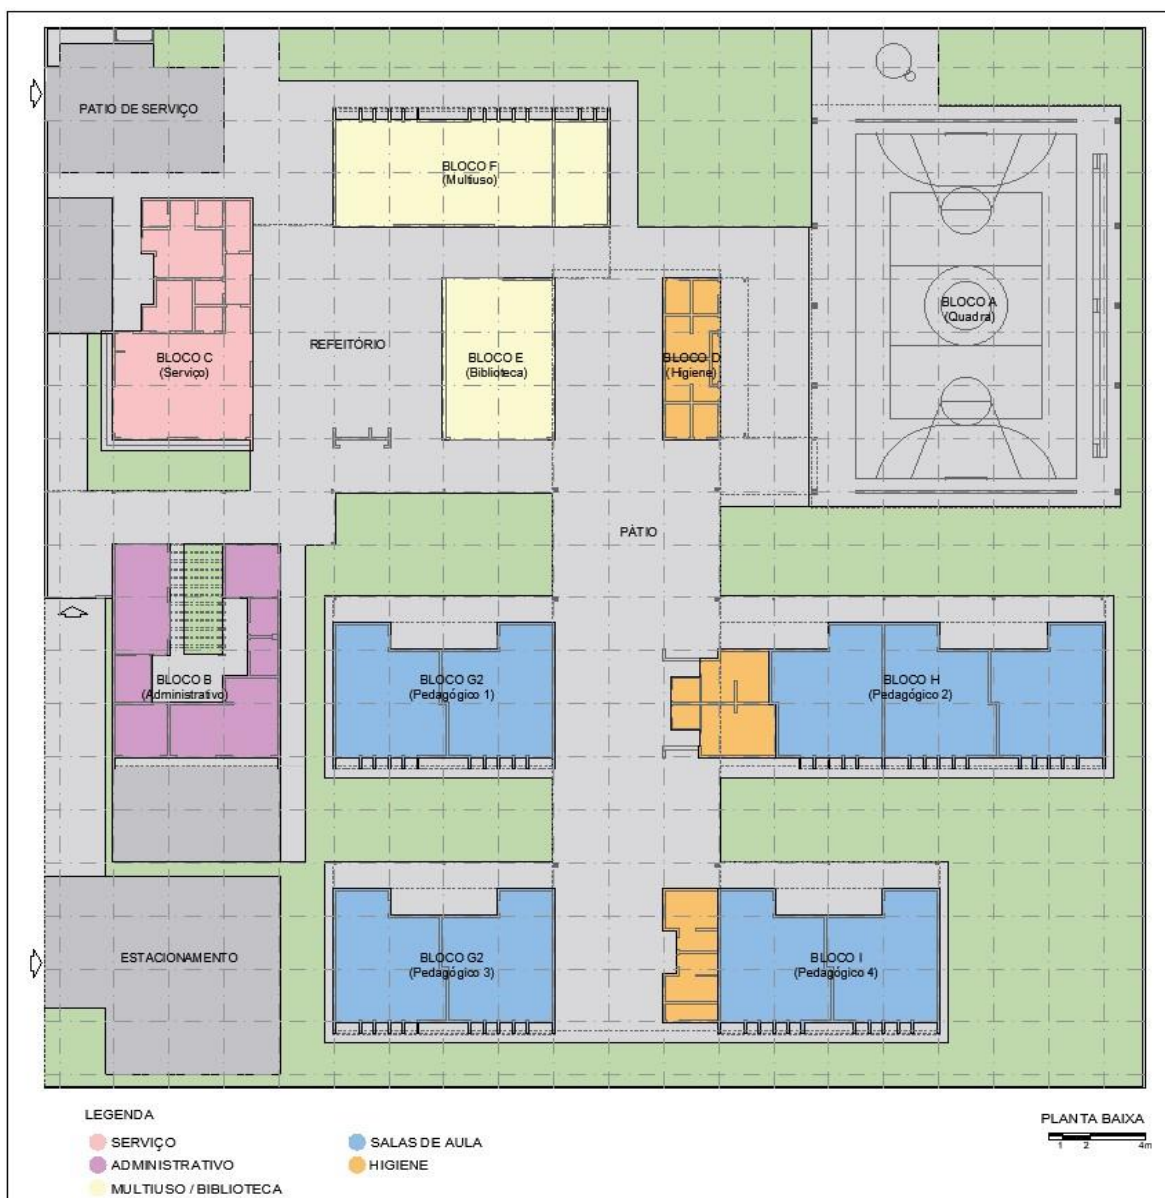 PATIO DE SERVIÇO
BLOCO F
(Multiuso)
BLOCO A
(Quadra)
REFEITÓRIO
BLOCO C
(Serviço)
BLOCO E
(Biblioteca)
BLOCO D
(Higiene)
PÁTIO
BLOCO B
(Administrativo)
BLOCO G2
(Pedagógico 1)
BLOCO H
(Pedagógico 2)
ESTACIONAMENTO
BLOCO G2
(Pedagógico 3)
BLOCO I
(Pedagógico 4)
LEGENDA
SERVIÇO
ADMINISTRATIVO
MULTIUSO / BIBLIOTECA
SALAS DE AULA
HIGIENE
PLANTA BAIXA
1 2 4m